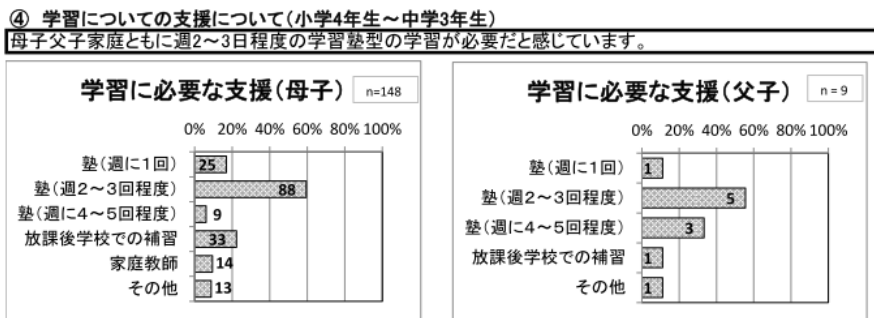 ④ 学習についての支援について(小学4年生～中学3年生)
母子父子家庭ともに週2～3日程度の学習塾型の学習が必要だと感じています。
学習に必要な支援(母子)
n=148
0% 20% 40% 60% 80% 100%
塾(週に1回) 25
塾(週2～3回程度) 88
塾(週に4～5回程度) 9
放課後学校での補習 33
家庭教師 14
その他 13
学習に必要な支援(父子)
n = 9
0% 20% 40% 60% 80% 100%
塾(週に1回) 1
塾(週2～3回程度) 5
塾(週に4～5回程度) 3
放課後学校での補習 1
その他 1